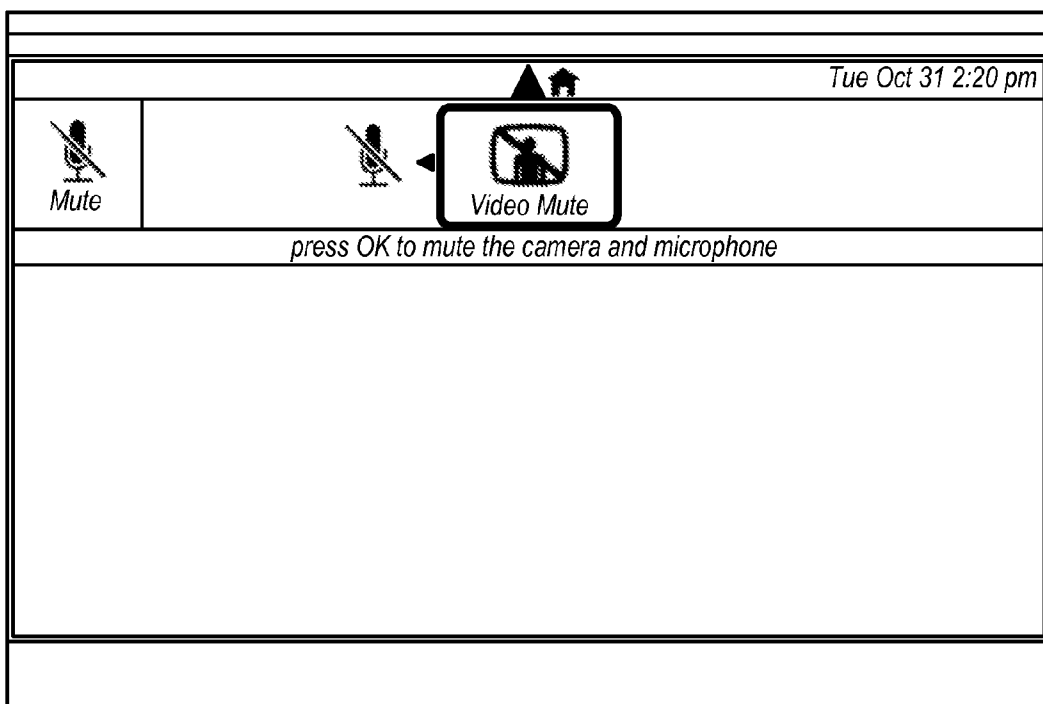 Tue Oct 31 2:20 pm
Mute
Video Mute
press OK to mute the camera and microphone